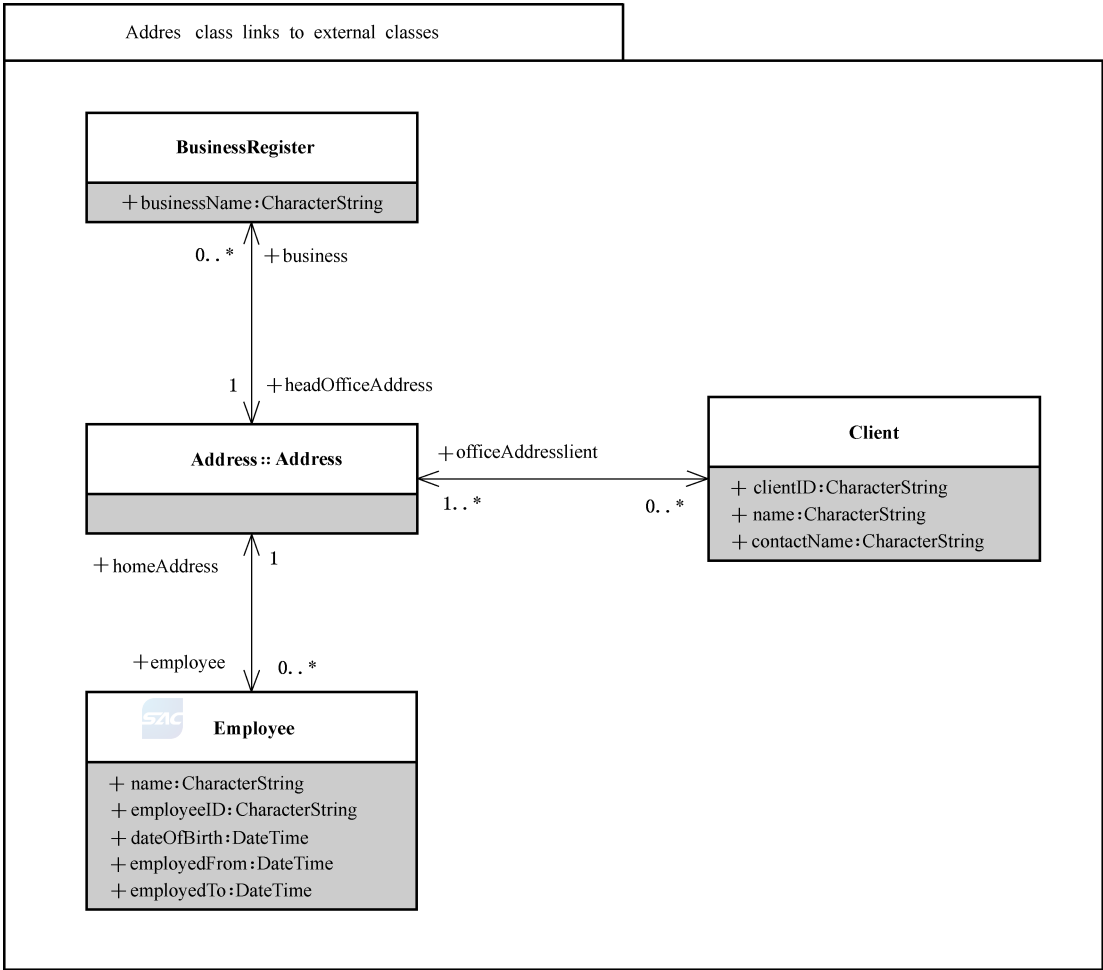 Addres class links to external classes
BusinessRegister
+businessName:CharacterString
0..* +business
1 +headOfficeAddress
Address::Address
+officeAddresslient
1..* 0..*
Client
+ clientID:CharacterString
+ name:CharacterString
+ contactName:CharacterString
+homeAddress 1
+employee 0..*
SAC
Employee
+ name:CharacterString
+employeeID:CharacterString
+dateOfBirth:DateTime
+employedFrom:DateTime
+employedTo:DateTime